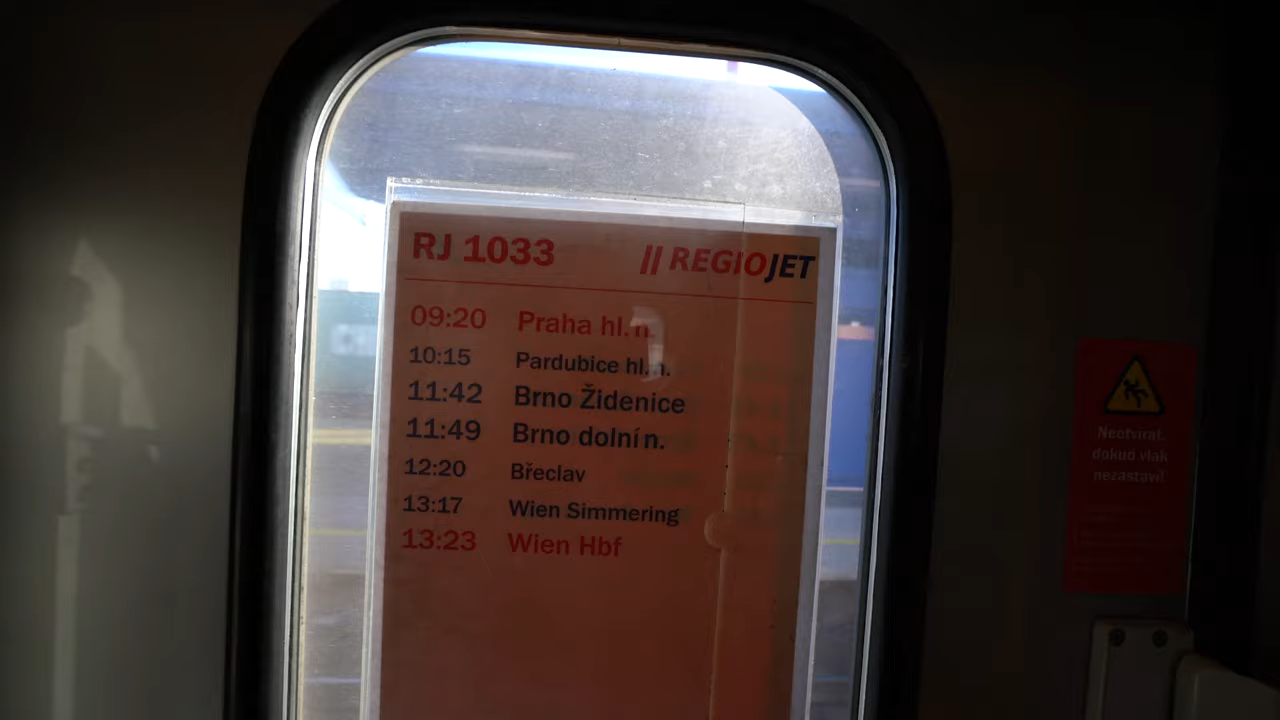 RJ 1033
|| REGIOJET
09:20 Praha hl. n.
10:15 Pardubice hl. n.
11:42 Brno Židenice
11:49 Brno dolní n.
12:20 Břeclav
13:17 Wien Simmering
13:23 Wien Hbf
Neotvírat,
dokud vlak
nezastaví!